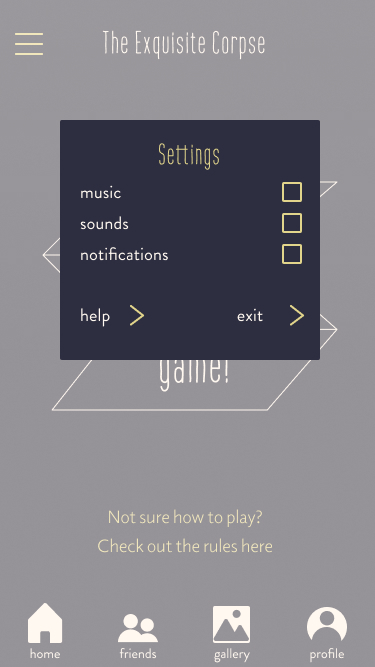 The Exquisite Corpse
Settings
music
sounds
notifications
help
exit
game!
Not sure how to play?
Check out the rules here
home
friends
gallery
profile